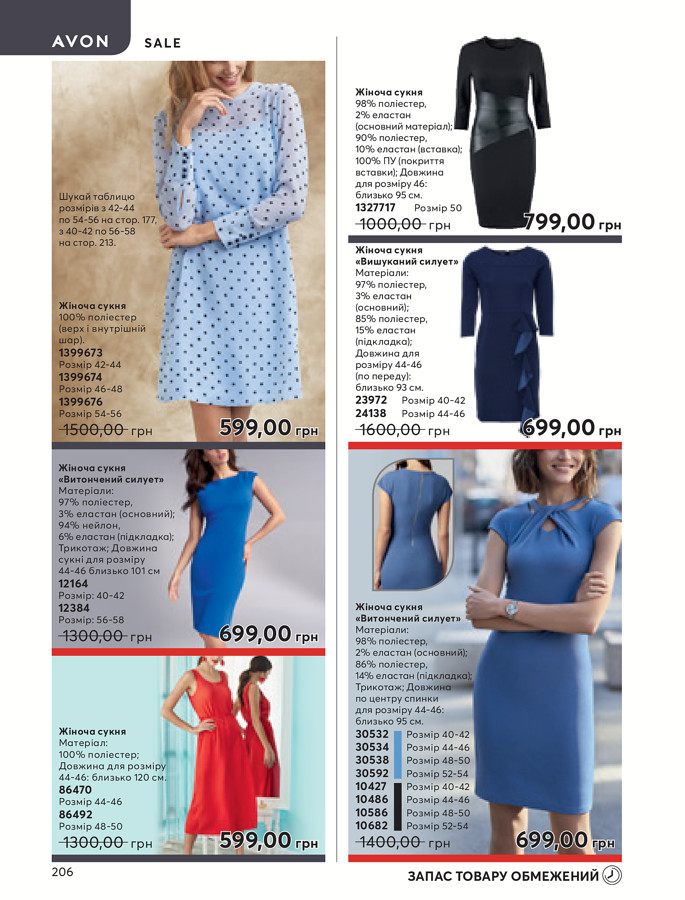 AVON
SALE
Шукай таблицю
розмірів з 42-44
по 54-56 на стор. 177,
з 40-42 по 56-58
на стор. 213.
Жіноча сукня
100% поліестер
(верх і внутрішній
шар).
1399673
Розмір 42-44
1399674
Розмір 46-48
1399676
Розмір 54-56
1500,00 грн
599,00 грн
Жіноча сукня
«Витончений силует»
Матеріали:
97% поліестер,
3% еластан (основний);
94% нейлон,
6% еластан (підкладка);
Трикотаж; Довжина
сукні для розміру
44-46 близько 101 см
12164
Розмір: 40-42
12384
Розмір: 56-58
1300,00 грн
699,00 грн
Жіноча сукня
Матеріал:
100% поліестер;
Довжина для розміру
44-46: близько 120 см.
86470
Розмір 44-46
86492
Розмір 48-50
1300,00 грн
599,00 грн
Жіноча сукня
98% поліестер,
2% еластан
(основний матеріал);
90% поліестер,
10% еластан (вставка);
100% ПУ (покриття
вставки); Довжина
для розміру 46:
близько 95 см.
1327717 Розмір 50
1000,00 грн
799,00 грн
Жіноча сукня
«Вишуканий силует»
Матеріали:
97% поліестер,
3% еластан
(основний);
85% поліестер,
15% еластан
(підкладка);
Довжина для
розміру 44-46
(по переду):
близько 93 см.
23972 Розмір 40-42
24138 Розмір 44-46
1600,00 грн
699,00 грн
Жіноча сукня
«Витончений силует»
Матеріали:
98% поліестер,
2% еластан (основний);
86% поліестер,
14% еластан (підкладка);
Трикотаж; Довжина
по центру спинки
для розміру 44-46:
близько 95 см.
30532 Розмір 40-42
30534 Розмір 44-46
30538 Розмір 48-50
30592 Розмір 52-54
10427 Розмір 40-42
10486 Розмір 44-46
10586 Розмір 48-50
10682 Розмір 52-54
1400,00 грн
699,00 грн
206
ЗАПАС ТОВАРУ ОБМЕЖЕНИЙ